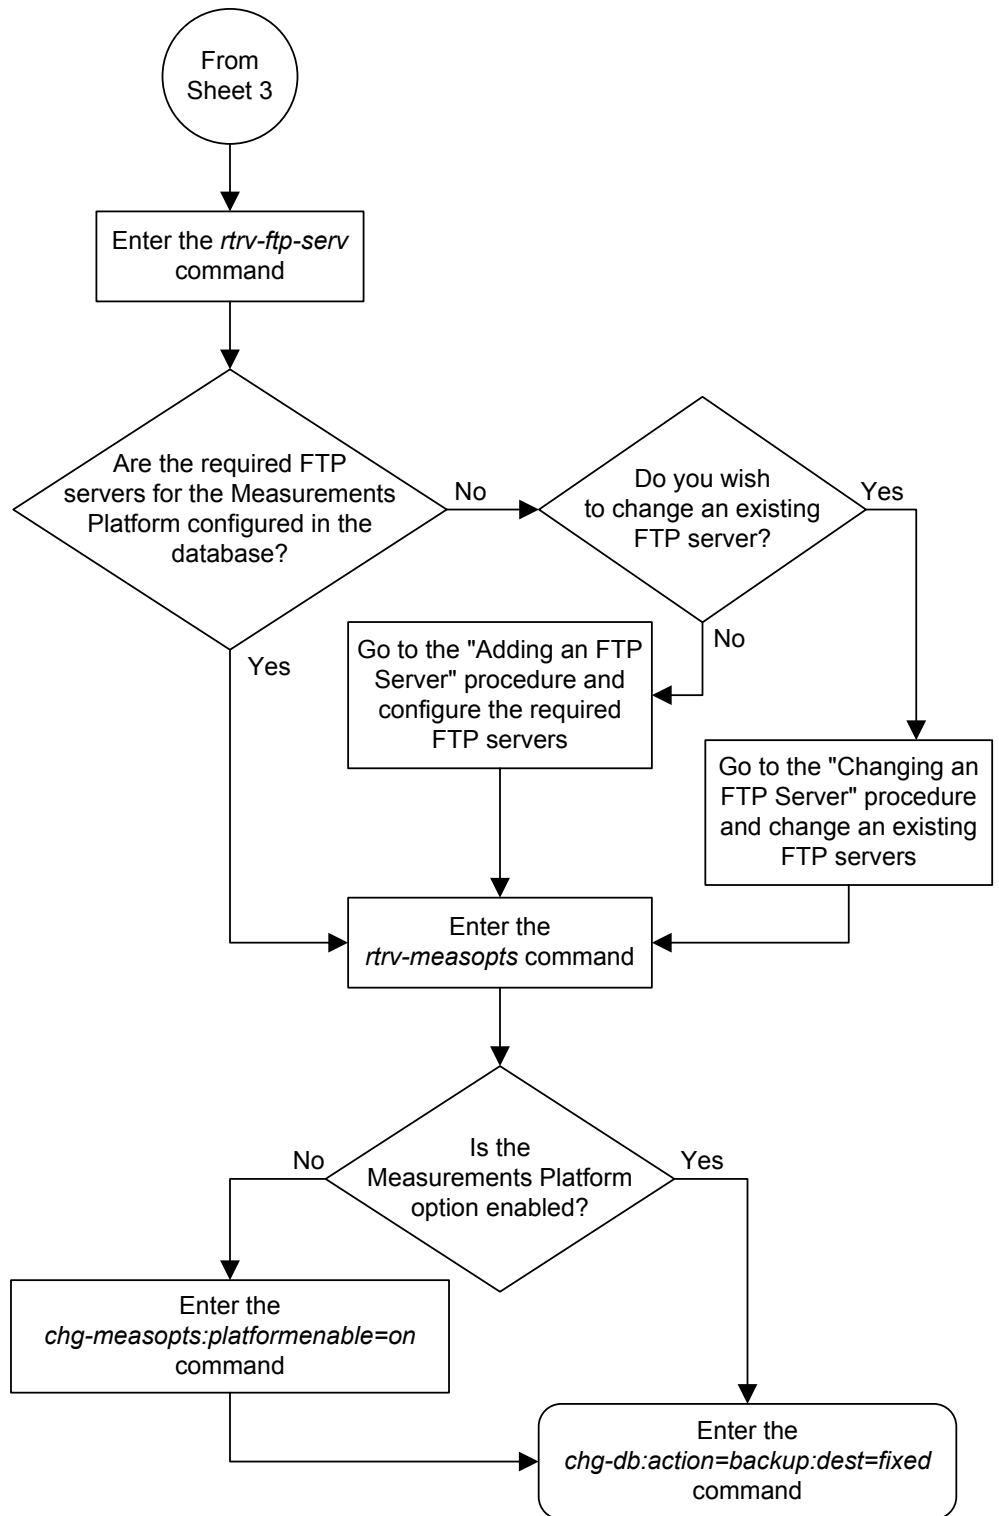 From
Sheet 3
Enter the rtrv-ftp-serv
command
Are the required FTP
servers for the Measurements
Platform configured in the
database?
No
Do you wish
to change an existing
FTP server?
Yes
No
Yes
Go to the "Adding an FTP
Server" procedure and
configure the required
FTP servers
Go to the "Changing an
FTP Server" procedure
and change an existing
FTP servers
Enter the
rtrv-measopts command
Is the
Measurements Platform
option enabled?
No
Yes
Enter the
chg-measopts:platformenable=on
command
Enter the
chg-db:action=backup:dest=fixed
command